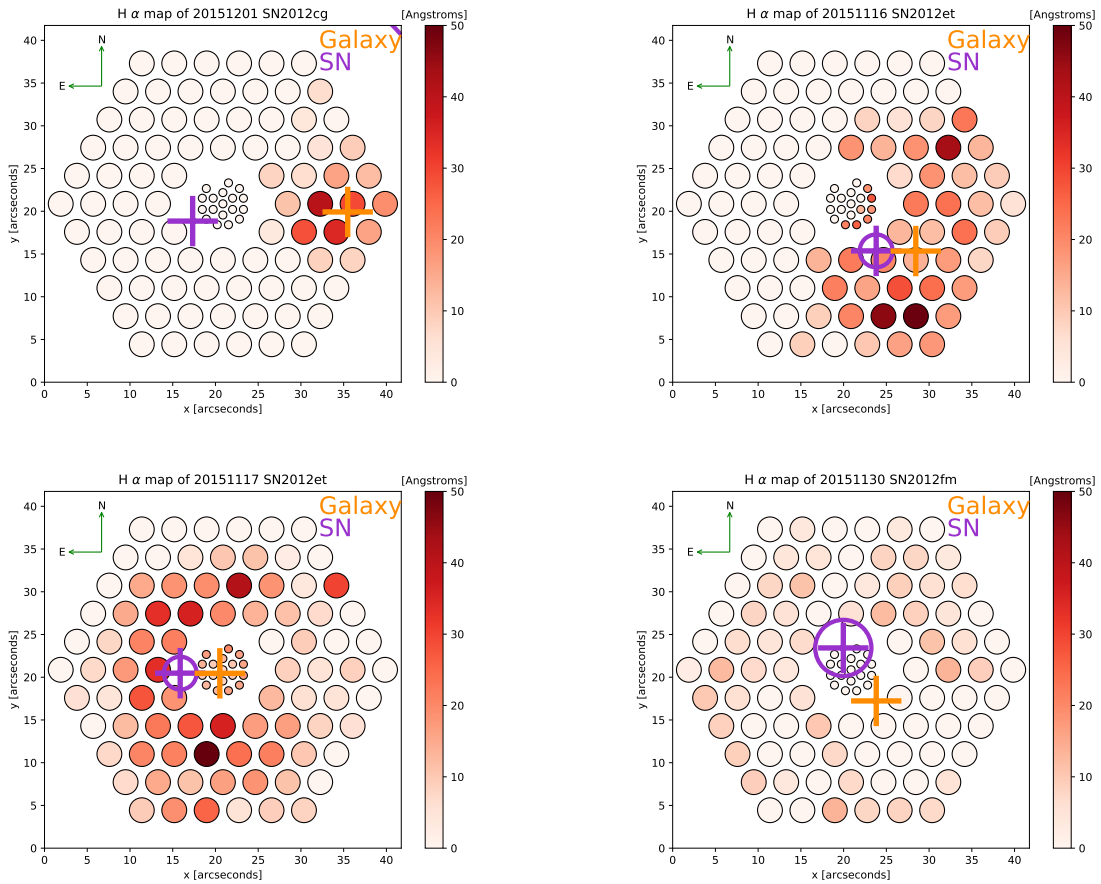 H α map of 20151201 SN2012cg
[Angstroms]
Galaxy
SN
N
E
y [arcseconds]
40
35
30
25
20
15
10
5
0
0 5 10 15 20 25 30 35 40
x [arcseconds]
50
40
30
20
10
0
H α map of 20151116 SN2012et
[Angstroms]
Galaxy
SN
N
E
y [arcseconds]
40
35
30
25
20
15
10
5
0
0 5 10 15 20 25 30 35 40
x [arcseconds]
50
40
30
20
10
0
H α map of 20151117 SN2012et
[Angstroms]
Galaxy
SN
N
E
y [arcseconds]
40
35
30
25
20
15
10
5
0
0 5 10 15 20 25 30 35 40
x [arcseconds]
50
40
30
20
10
0
H α map of 20151130 SN2012fm
[Angstroms]
Galaxy
SN
N
E
y [arcseconds]
40
35
30
25
20
15
10
5
0
0 5 10 15 20 25 30 35 40
x [arcseconds]
50
40
30
20
10
0